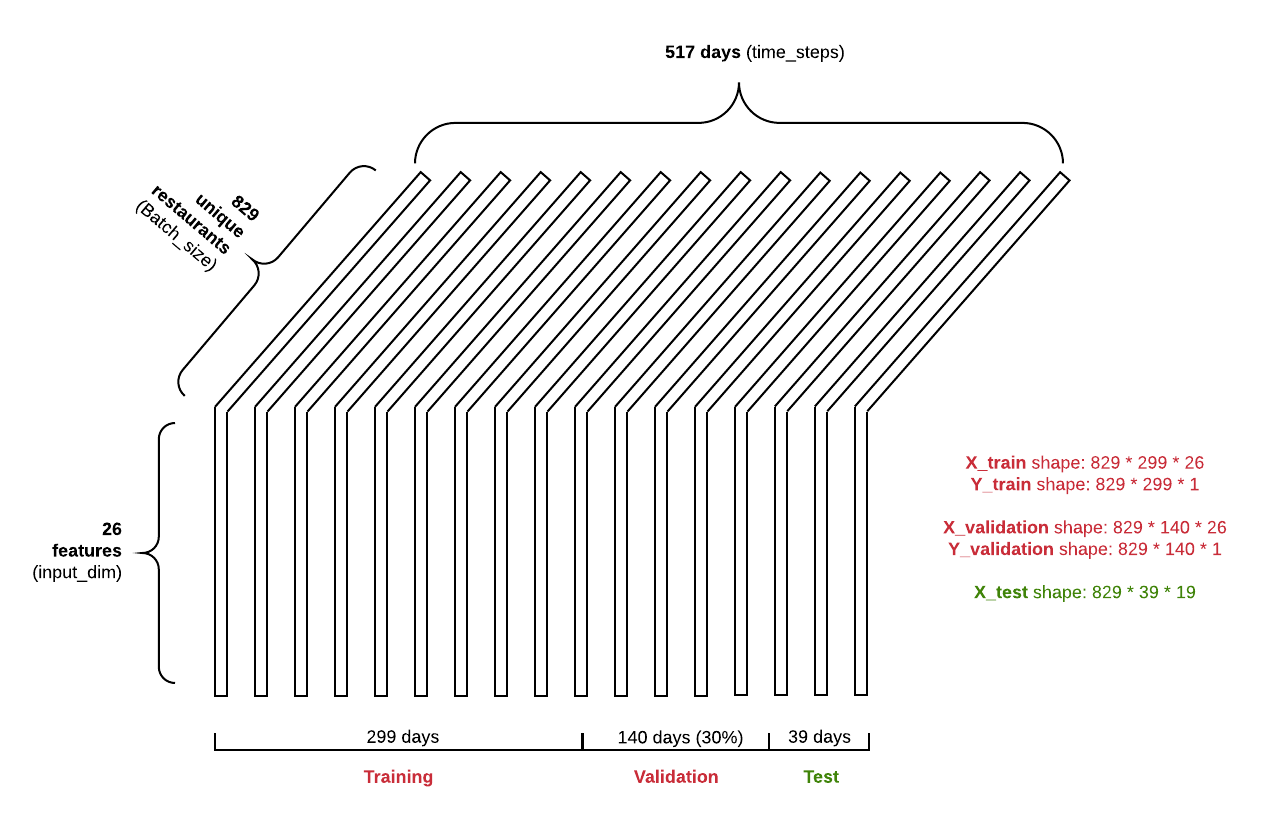 517 days (time_steps)
829
unique
restaurants
(Batch_size)
26
features
(input_dim)
X_train shape: 829 * 299 * 26
Y_train shape: 829 * 299 * 1
X_validation shape: 829 * 140 * 26
Y_validation shape: 829 * 140 * 1
X_test shape: 829 * 39 * 19
299 days
140 days (30%)
39 days
Training
Validation
Test